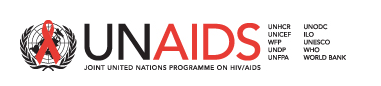 UNAIDS
JOINT UNITED NATIONS PROGRAMME ON HIV/AIDS
UNHCR
UNICEF
WFP
UNDP
UNFPA
UNODC
ILO
UNESCO
WHO
WORLD BANK